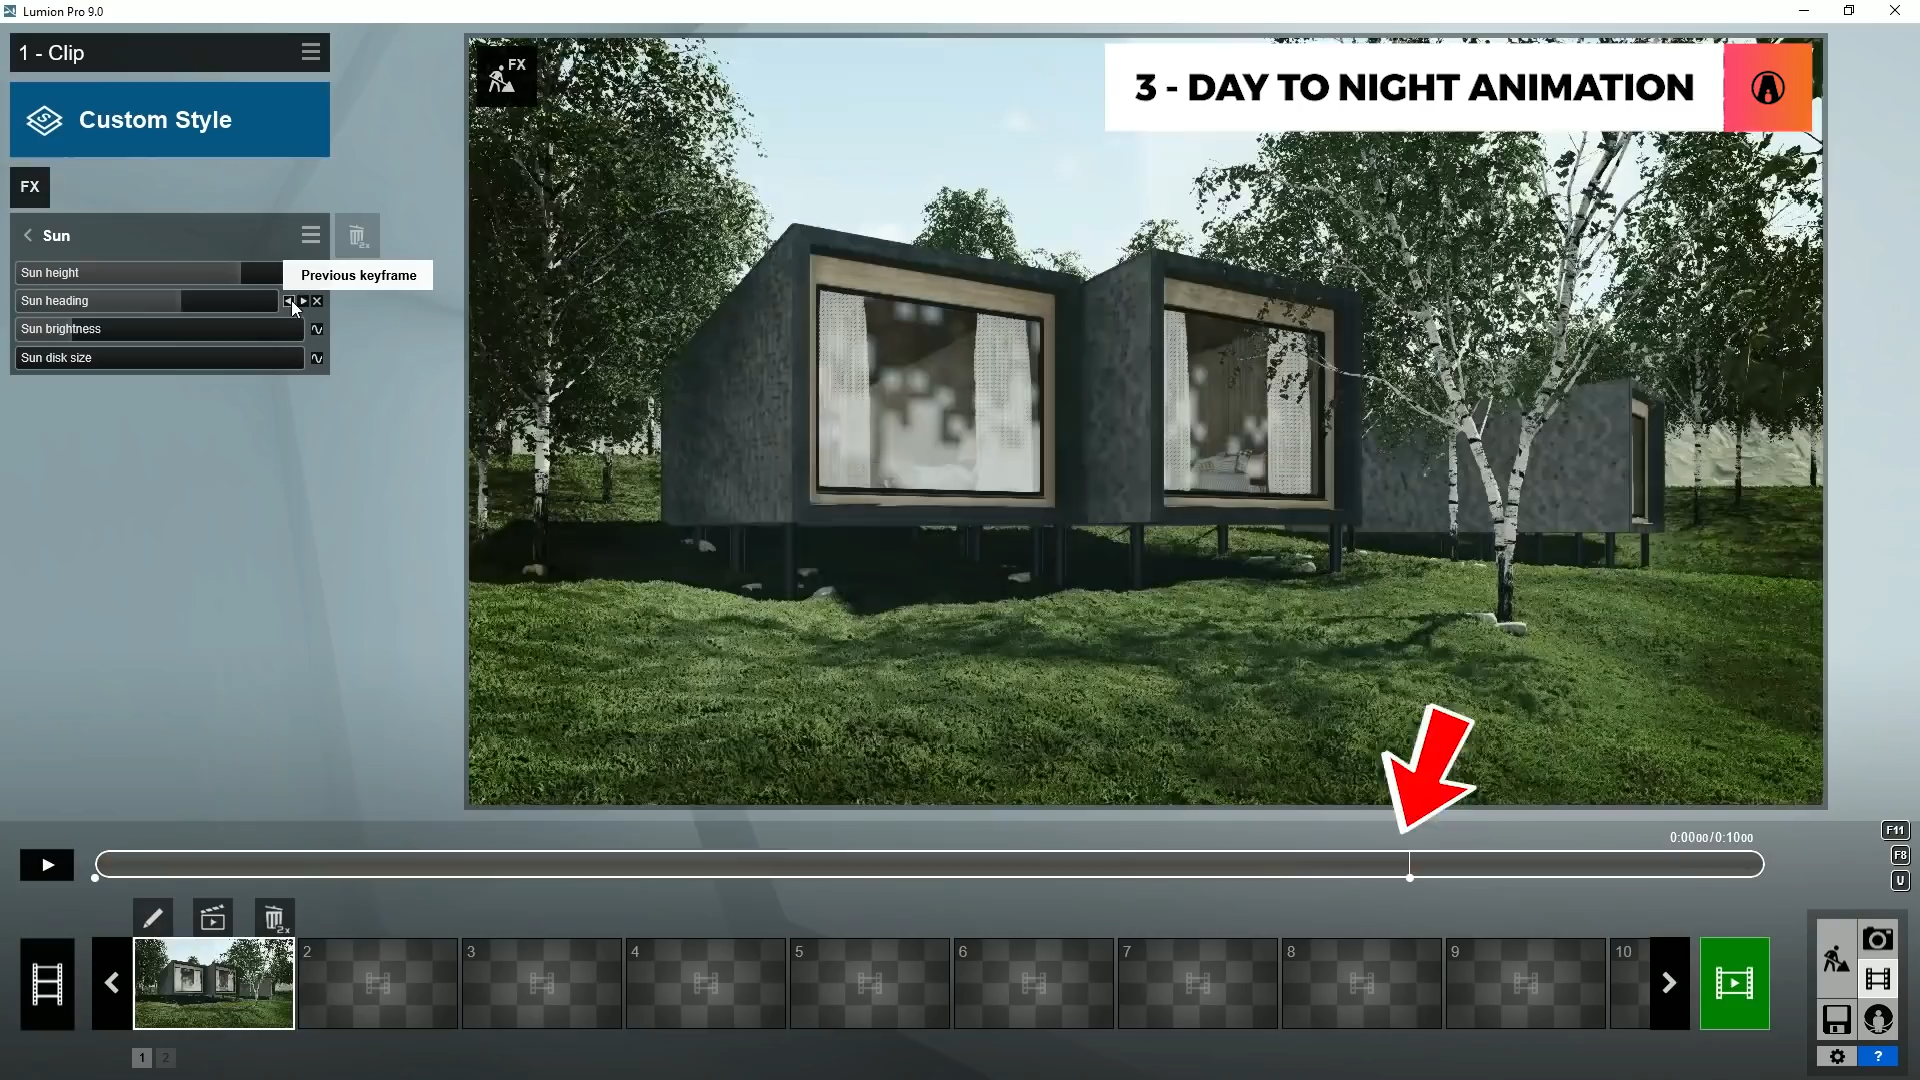 Lumion Pro 9.0
1 - Clip
FX
3 - DAY TO NIGHT ANIMATION
Custom Style
FX
Sun
2x
Sun height
Previous keyframe
Sun heading
Sun brightness
Sun disk size
0:0000/0:1000
F11
F8
U
2x
2
3
4
5
6
7
8
9
10
1
2
?